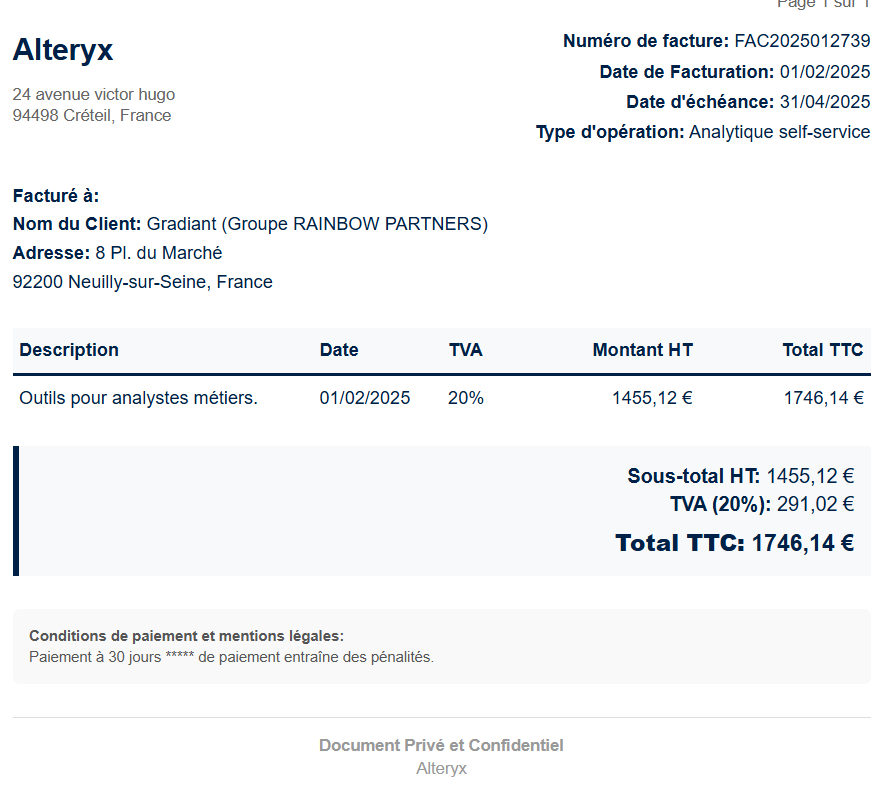 Page 1 sur 1
Alteryx
24 avenue victor hugo
94498 Créteil, France
Numéro de facture: FAC2025012739
Date de Facturation: 01/02/2025
Date d'échéance: 31/04/2025
Type d'opération: Analytique self-service
Facturé à:
Nom du Client: Gradiant (Groupe RAINBOW PARTNERS)
Adresse: 8 Pl. du Marché
92200 Neuilly-sur-Seine, France
Description Date TVA Montant HT Total TTC
Outils pour analystes métiers. 01/02/2025 20% 1455,12 € 1746,14 €
Sous-total HT: 1455,12 €
TVA (20%): 291,02 €
Total TTC: 1746,14 €
Conditions de paiement et mentions légales:
Paiement à 30 jours ***** de paiement entraîne des pénalités.
Document Privé et Confidentiel
Alteryx